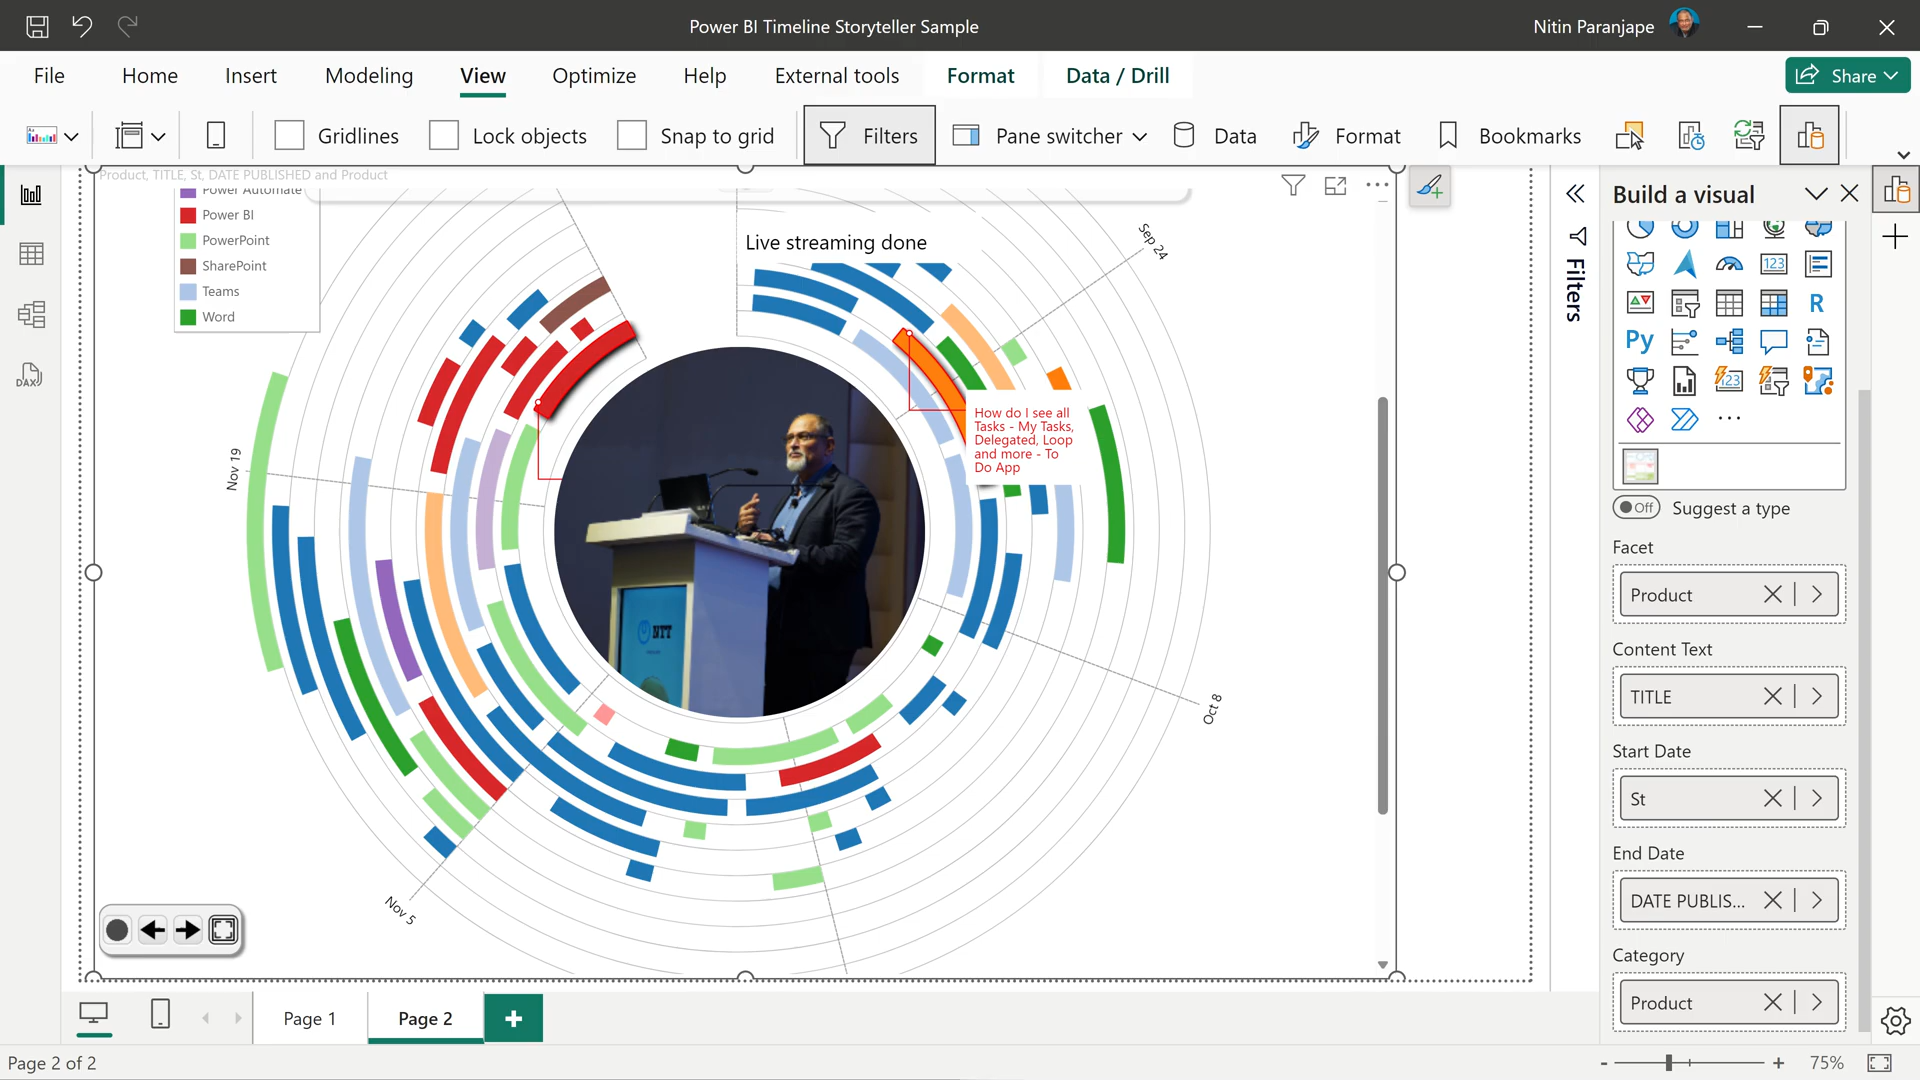 Power BI Timeline Storyteller Sample
Nitin Paranjape
File Home Insert Modeling View Optimize Help External tools Format Data / Drill
Share
Gridlines Lock objects Snap to grid Filters Pane switcher Data Format Bookmarks
Product, TITLE, St, DATE PUBLISHED and Product
Power Automate
Power BI
PowerPoint
SharePoint
Teams
Word
Live streaming done
Sep 24
How do I see all
Tasks - My Tasks,
Delegated, Loop
and more - To
Do App
Nov 19
Oct 8
Nov 5
NTT
DAX
Filters
Build a visual
123
R
Py
123
Off Suggest a type
Facet
Product
Content Text
TITLE
Start Date
St
End Date
DATE PUBLIS...
Category
Product
Page 1 Page 2
Page 2 of 2
- + 75%